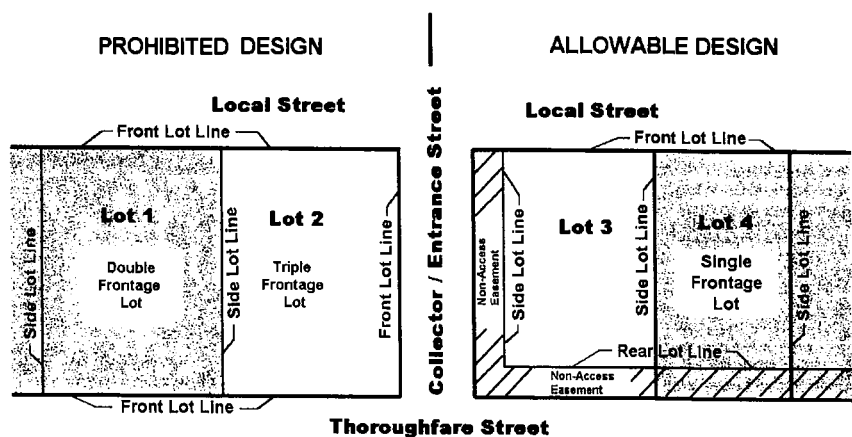 PROHIBITED DESIGN
ALLOWABLE DESIGN
Local Street
Front Lot Line
Lot 1
Lot 2
Side Lot Line
Double
Frontage
Lot
Side Lot Line
Triple
Frontage
Lot
Front Lot Line
Front Lot Line
Collector / Entrance Street
Local Street
Front Lot Line
Lot 3
Lot 4
Non-Access
Easement
Side Lot Line
Side Lot Line
Single
Frontage
Lot
Side Lot Line
Rear Lot Line
Non-Access
Easement
Thoroughfare Street